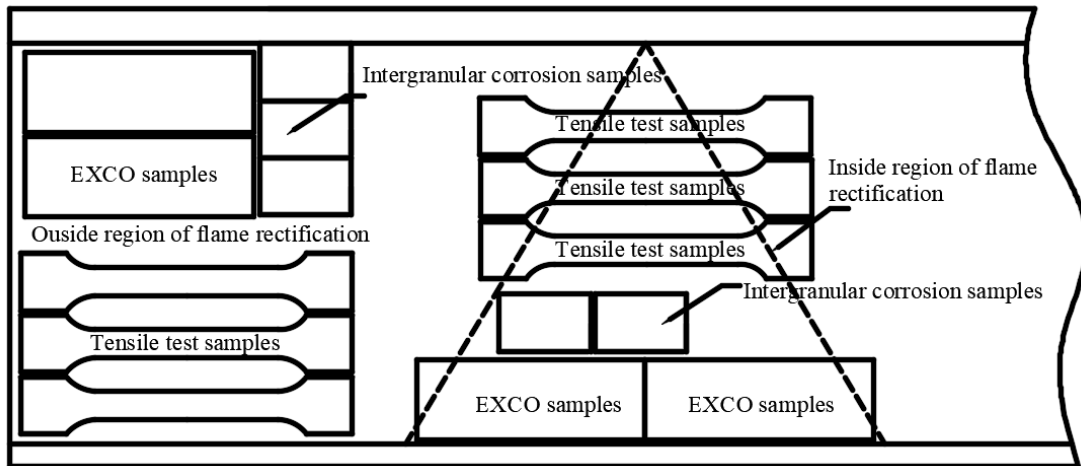 Intergranular corrosion samples
EXCO samples
Ouside region of flame rectification
Tensile test samples
Tensile test samples
Tensile test samples
Tensile test samples
Inside region of flame
rectification
Intergranular corrosion samples
EXCO samples
EXCO samples